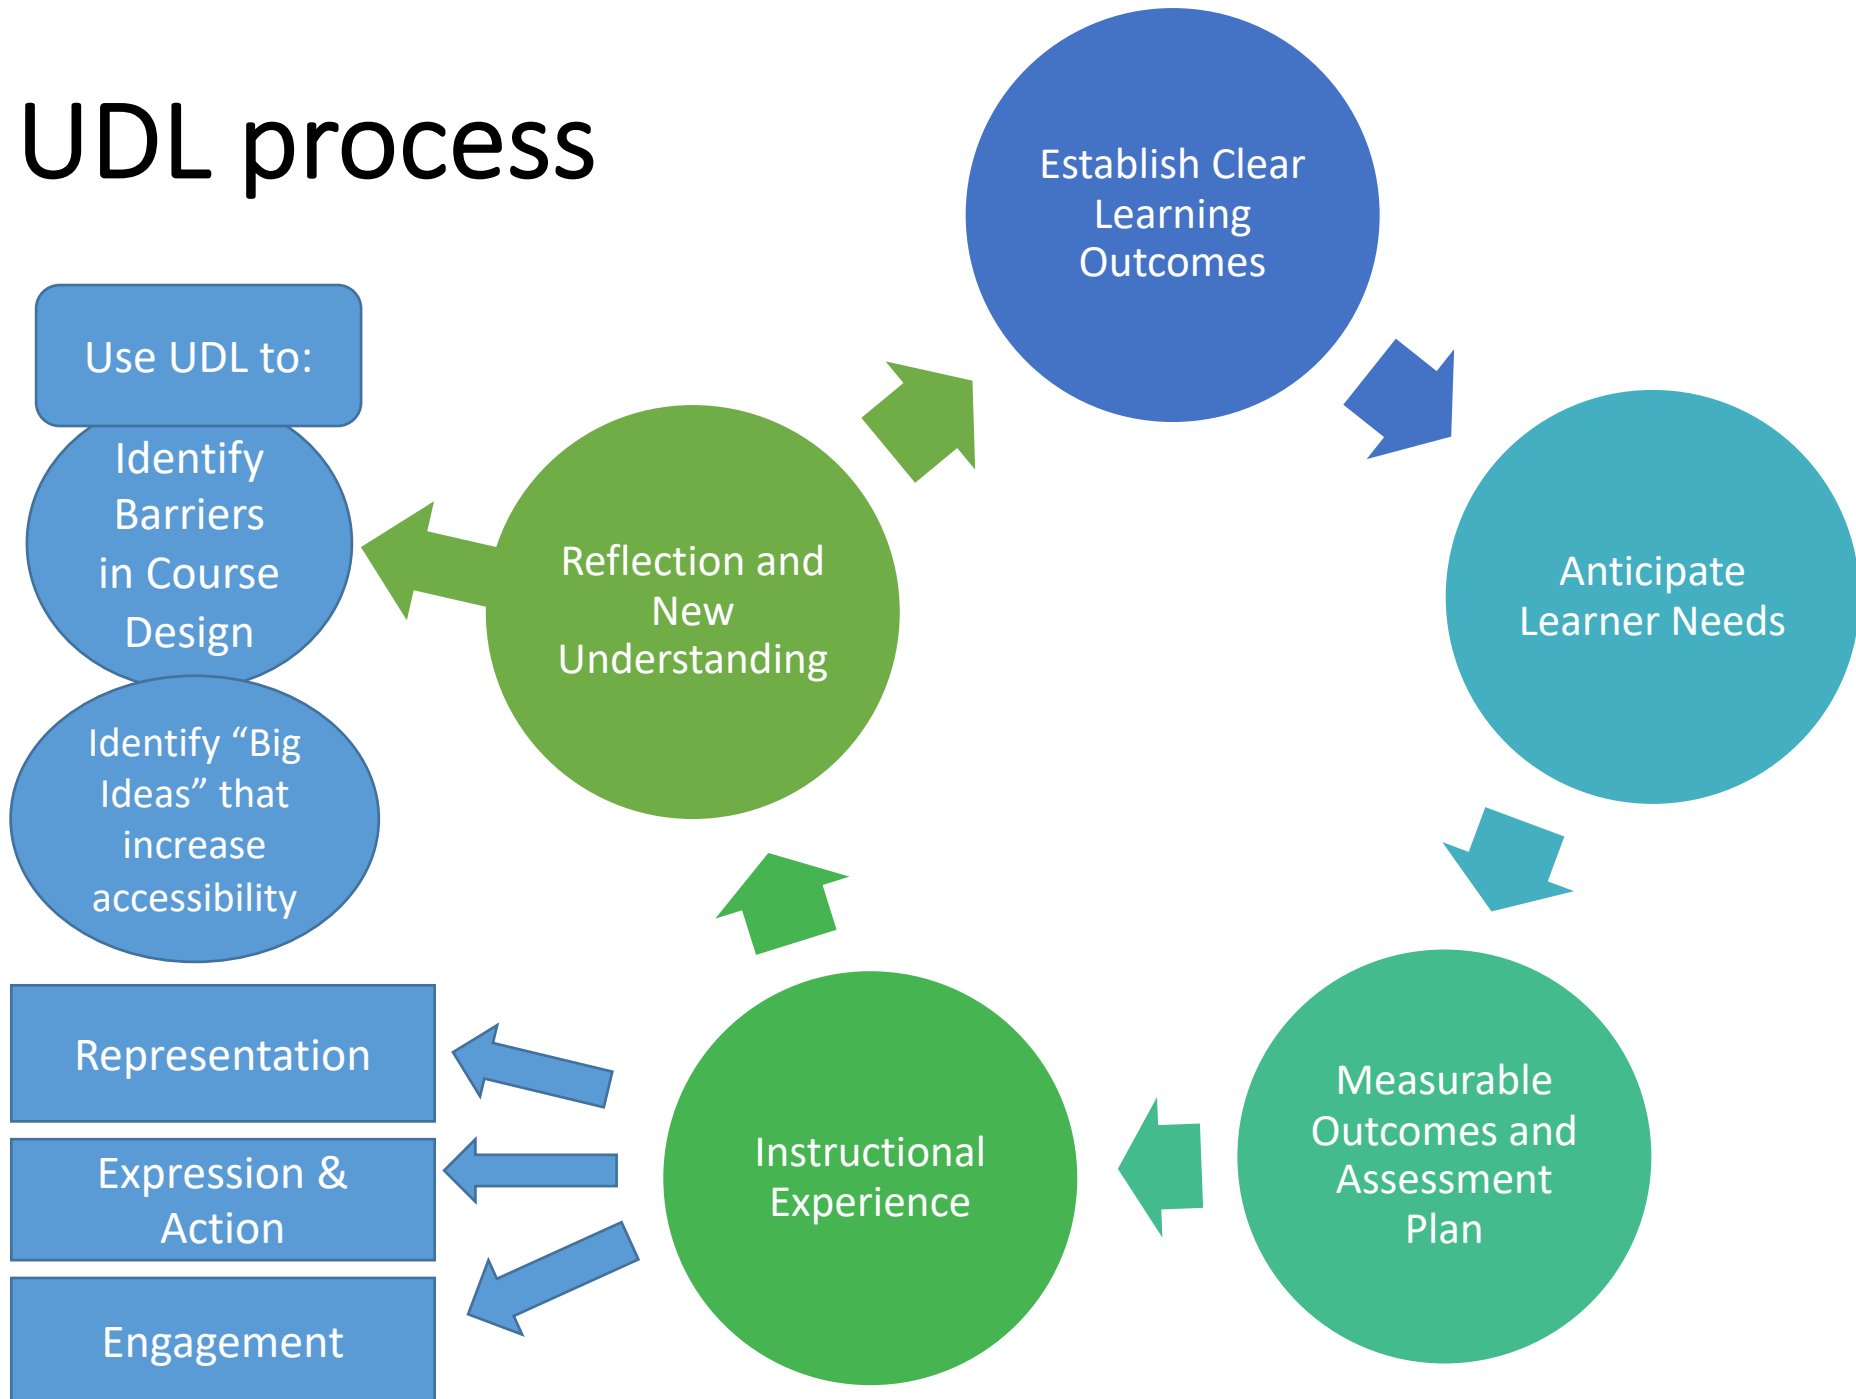 UDL process
Establish Clear
Learning
Outcomes
Anticipate
Learner Needs
Measurable
Outcomes and
Assessment
Plan
Instructional
Experience
Reflection and
New
Understanding
Use UDL to:
Identify
Barriers
in Course
Design
Identify “Big
Ideas” that
increase
accessibility
Representation
Expression &
Action
Engagement